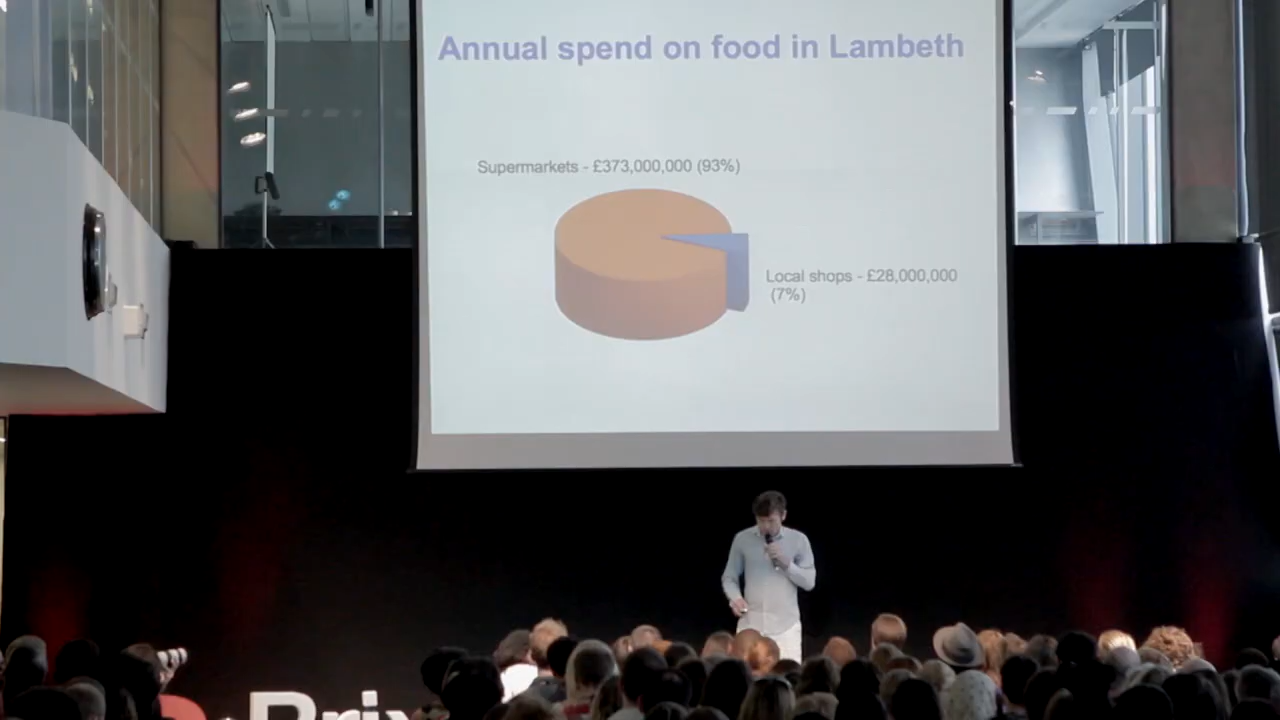 Annual spend on food in Lambeth
Supermarkets - £373,000,000 (93%)
Local shops - £28,000,000
(7%)